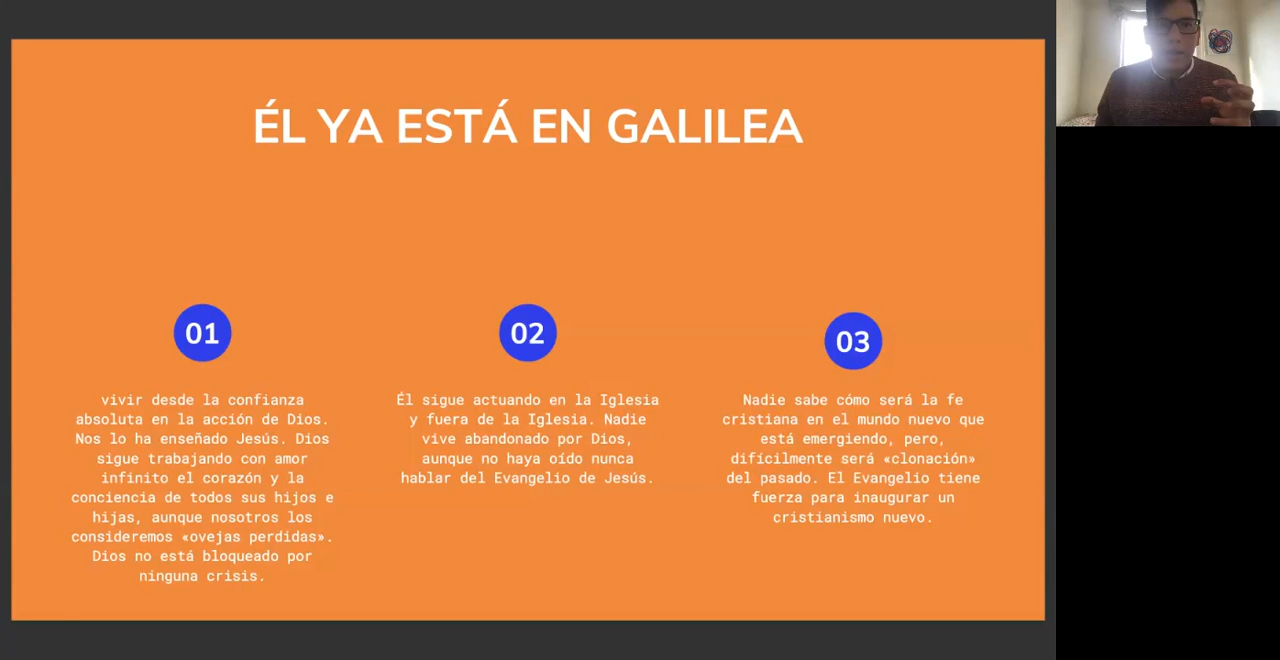 ÉL YA ESTÁ EN GALILEA
01
vivir desde la confianza
absoluta en la acción de Dios.
Nos lo ha enseñado Jesús. Dios
sigue trabajando con amor
infinito el corazón y la
conciencia de todos sus hijos e
hijas, aunque nosotros los
consideremos «ovejas perdidas».
Dios no está bloqueado por
ninguna crisis.
02
Él sigue actuando en la Iglesia
y fuera de la Iglesia. Nadie
vive abandonado por Dios,
aunque no haya oído nunca
hablar del Evangelio de Jesús.
03
Nadie sabe cómo será la fe
cristiana en el mundo nuevo que
está emergiendo, pero,
difícilmente será «clonación»
del pasado. El Evangelio tiene
fuerza para inaugurar un
cristianismo nuevo.